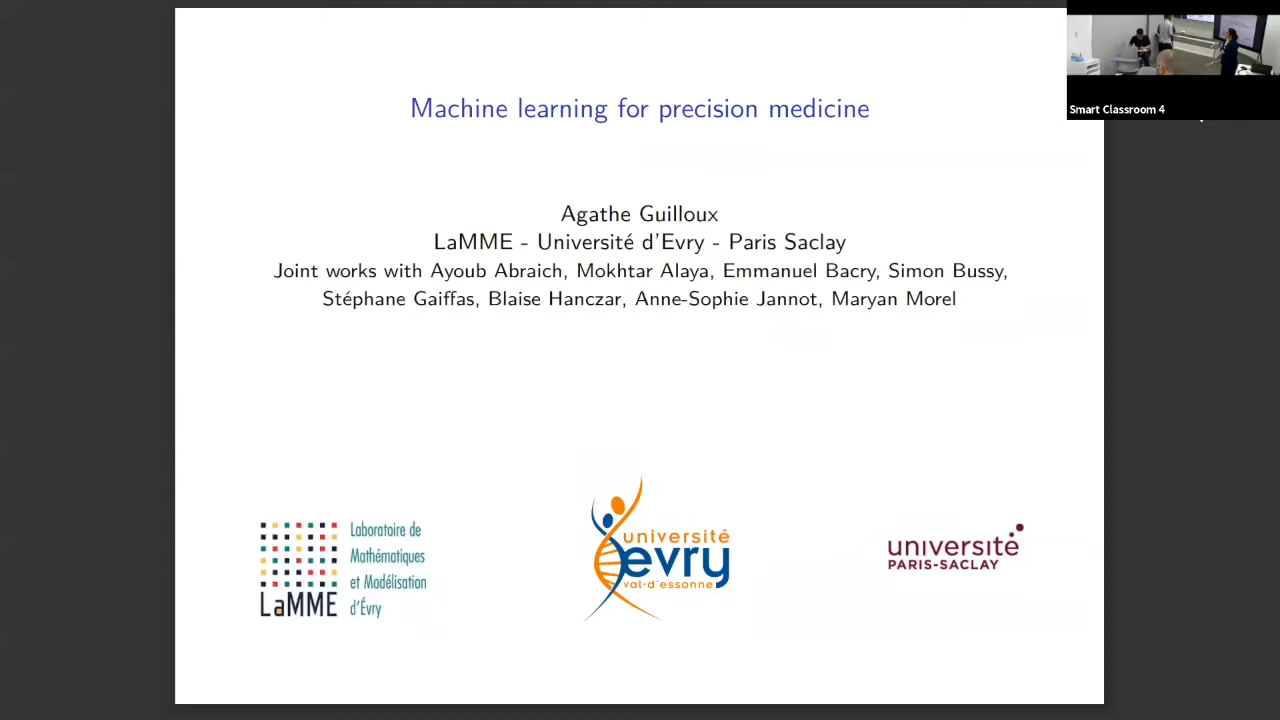 Machine learning for precision medicine
Agathe Guilloux
LaMME - Université d'Evry - Paris Saclay
Joint works with Ayoub Abraich, Mokhtar Alaya, Emmanuel Bacry, Simon Bussy,
Stéphane Gaiffas, Blaise Hanczar, Anne-Sophie Jannot, Maryan Morel
LaMME
Laboratoire de
Mathématiques
et Modélisation
d'Évry
université
evry
val-d'essonne
université
PARIS-SACLAY
Smart Classroom 4